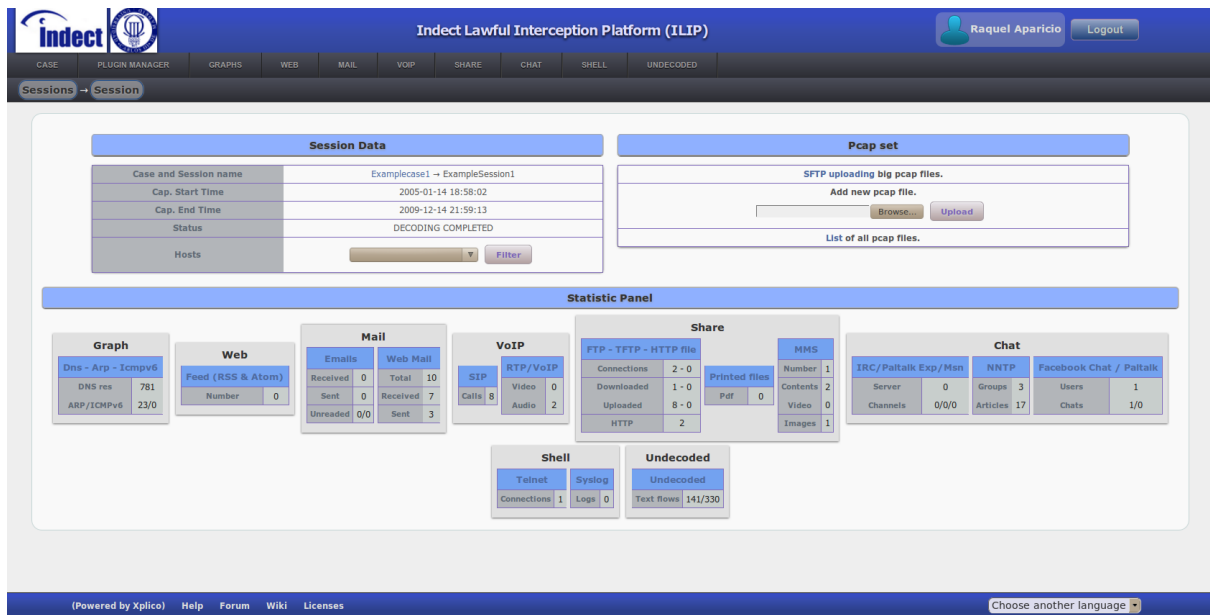 indect
Indect Lawful Interception Platform (ILIP)
Raquel Aparicio
Logout
CASE PLUGIN MANAGER GRAPHS WEB MAIL VOIP SHARE CHAT SHELL UNDECODED
Sessions → Session
Session Data
Case and Session name Examplecase1 → ExampleSession1
Cap. Start Time 2005-01-14 18:58:02
Cap. End Time 2009-12-14 21:59:13
Status DECODING COMPLETED
Hosts Filter
Pcap set
SFTP uploading big pcap files.
Add new pcap file.
Browse... Upload
List of all pcap files.
Statistic Panel
Graph
Dns - Arp - Icmpv6
DNS res 781
ARP/ICMPv6 23/0
Web
Feed (RSS & Atom)
Number 0
Mail
Emails
Received 0
Sent 0
Unreaded 0/0
Web Mail
Total 10
Received 7
Sent 3
VoIP
SIP
Calls 8
RTP/VoIP
Video 0
Audio 2
Share
FTP - TFTP - HTTP file
Connections 2 - 0
Downloaded 1 - 0
Uploaded 8 - 0
HTTP 2
Printed files
Pdf 0
MMS
Number 1
Contents 2
Video 0
Images 1
Chat
IRC/Paltalk Exp/Msn
Server 0
Channels 0/0/0
NNTP
Groups 3
Articles 17
Facebook Chat / Paltalk
Users 1
Chats 1/0
Shell
Telnet
Connections 1
Syslog
Logs 0
Undecoded
Undecoded
Text flows 141/330
(Powered by Xplico) Help Forum Wiki Licenses
Choose another language